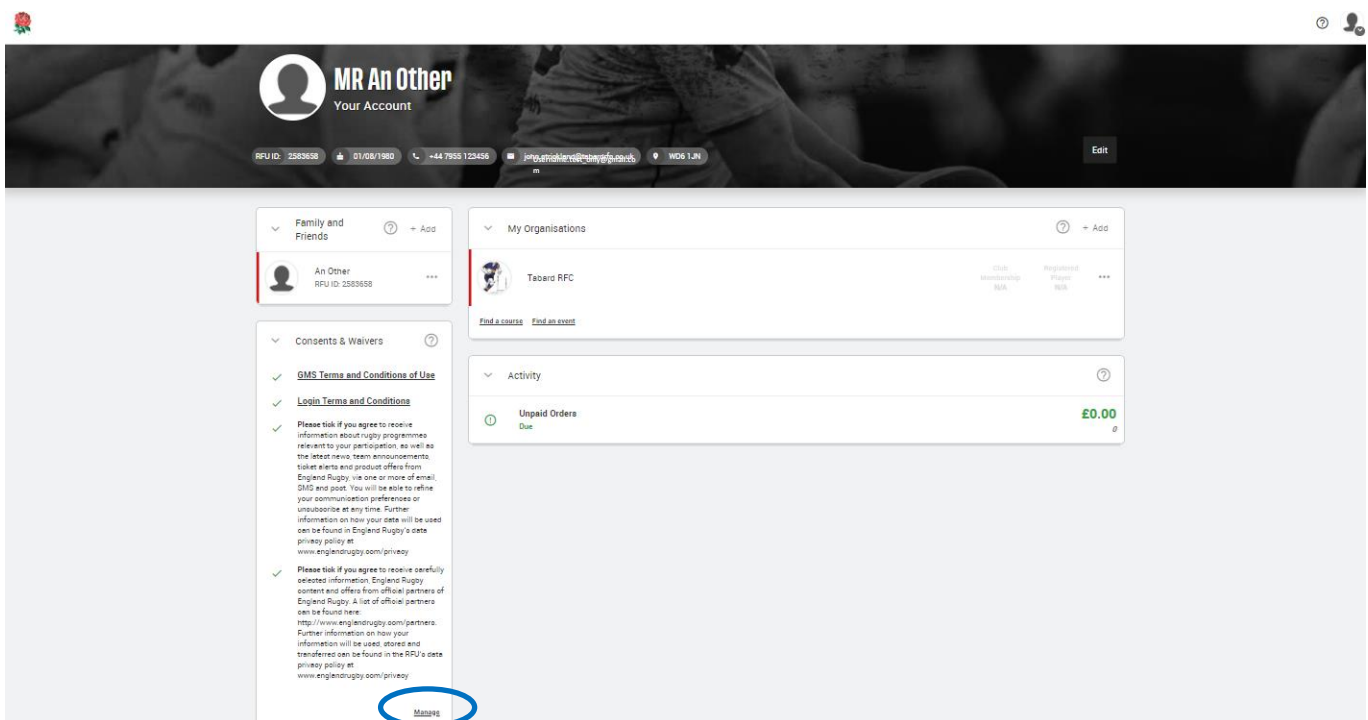 MR An Other
Your Account
RFU ID: 2583658
01/08/1980
+44 7955 123456
WD6 1JN
Edit
Family and
Friends
+ Add
An Other
RFU ID: 2583658
My Organisations
+ Add
Tabard RFC
Club
Membership
N/A
Registered
Player
N/A
Find a course Find an event
Consents & Waivers
GMS Terms and Conditions of Use
Login Terms and Conditions
Please tick if you agree to receive
information about rugby programmes
relevant to your participation, as well as
the latest news, team announcements,
ticket alerts and product offers from
England Rugby, via one or more of email,
SMS and post. You will be able to refine
your communication preferences or
unsubscribe at any time. Further
information on how your data will be used
can be found in England Rugby's data
privacy policy at
www.englandrugby.com/privacy
Please tick if you agree to receive carefully
selected information, England Rugby
content and offers from official partners of
England Rugby. A list of official partners
can be found here:
http://www.englandrugby.com/partners.
Further information on how your
information will be used, stored and
transferred can be found in the RFU's data
privacy policy at
www.englandrugby.com/privacy
Manage
Activity
Unpaid Orders
Due
£0.00